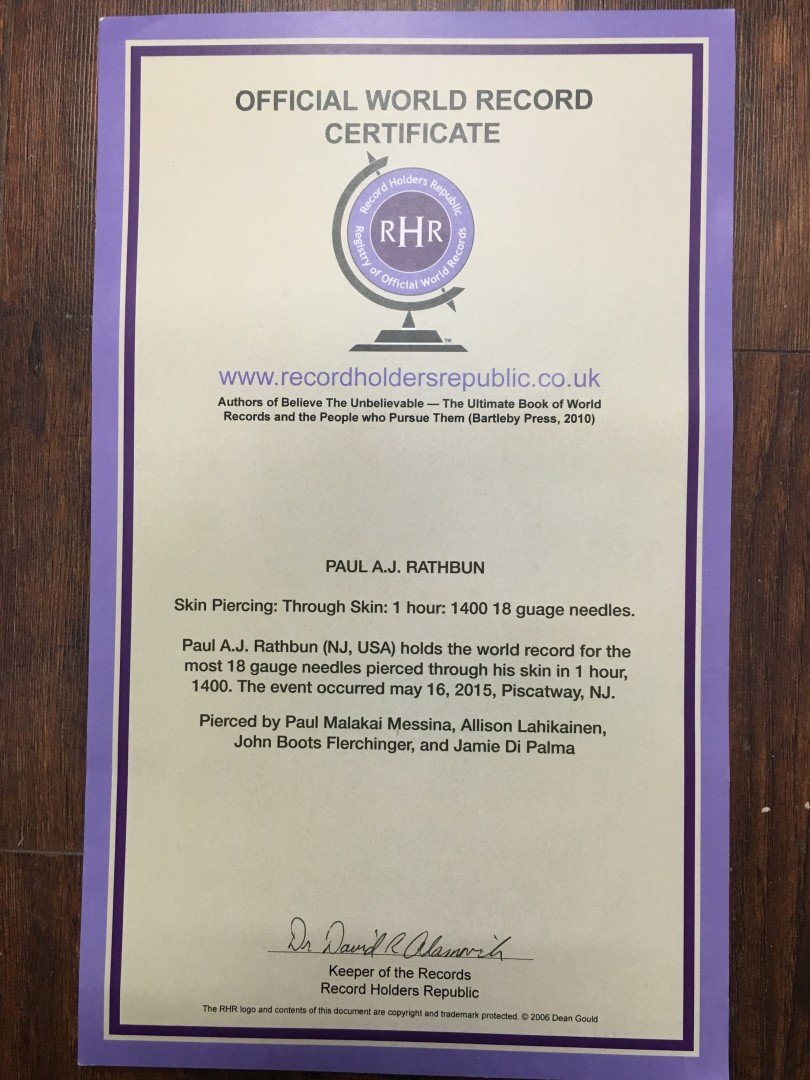 OFFICIAL WORLD RECORD
CERTIFICATE
Record Holders Republic
RHR
Registry of Official World Records
TM
www.recordholdersrepublic.co.uk
Authors of Believe The Unbelievable — The Ultimate Book of World
Records and the People who Pursue Them (Bartleby Press, 2010)
PAUL A.J. RATHBUN
Skin Piercing: Through Skin: 1 hour: 1400 18 guage needles.
Paul A.J. Rathbun (NJ, USA) holds the world record for the
most 18 gauge needles pierced through his skin in 1 hour,
1400. The event occurred may 16, 2015, Piscatway, NJ.
Pierced by Paul Malakai Messina, Allison Lahikainen,
John Boots Flerchinger, and Jamie Di Palma
Dr David R Adamovich
Keeper of the Records
Record Holders Republic
The RHR logo and contents of this document are copyright and trademark protected. © 2006 Dean Gould